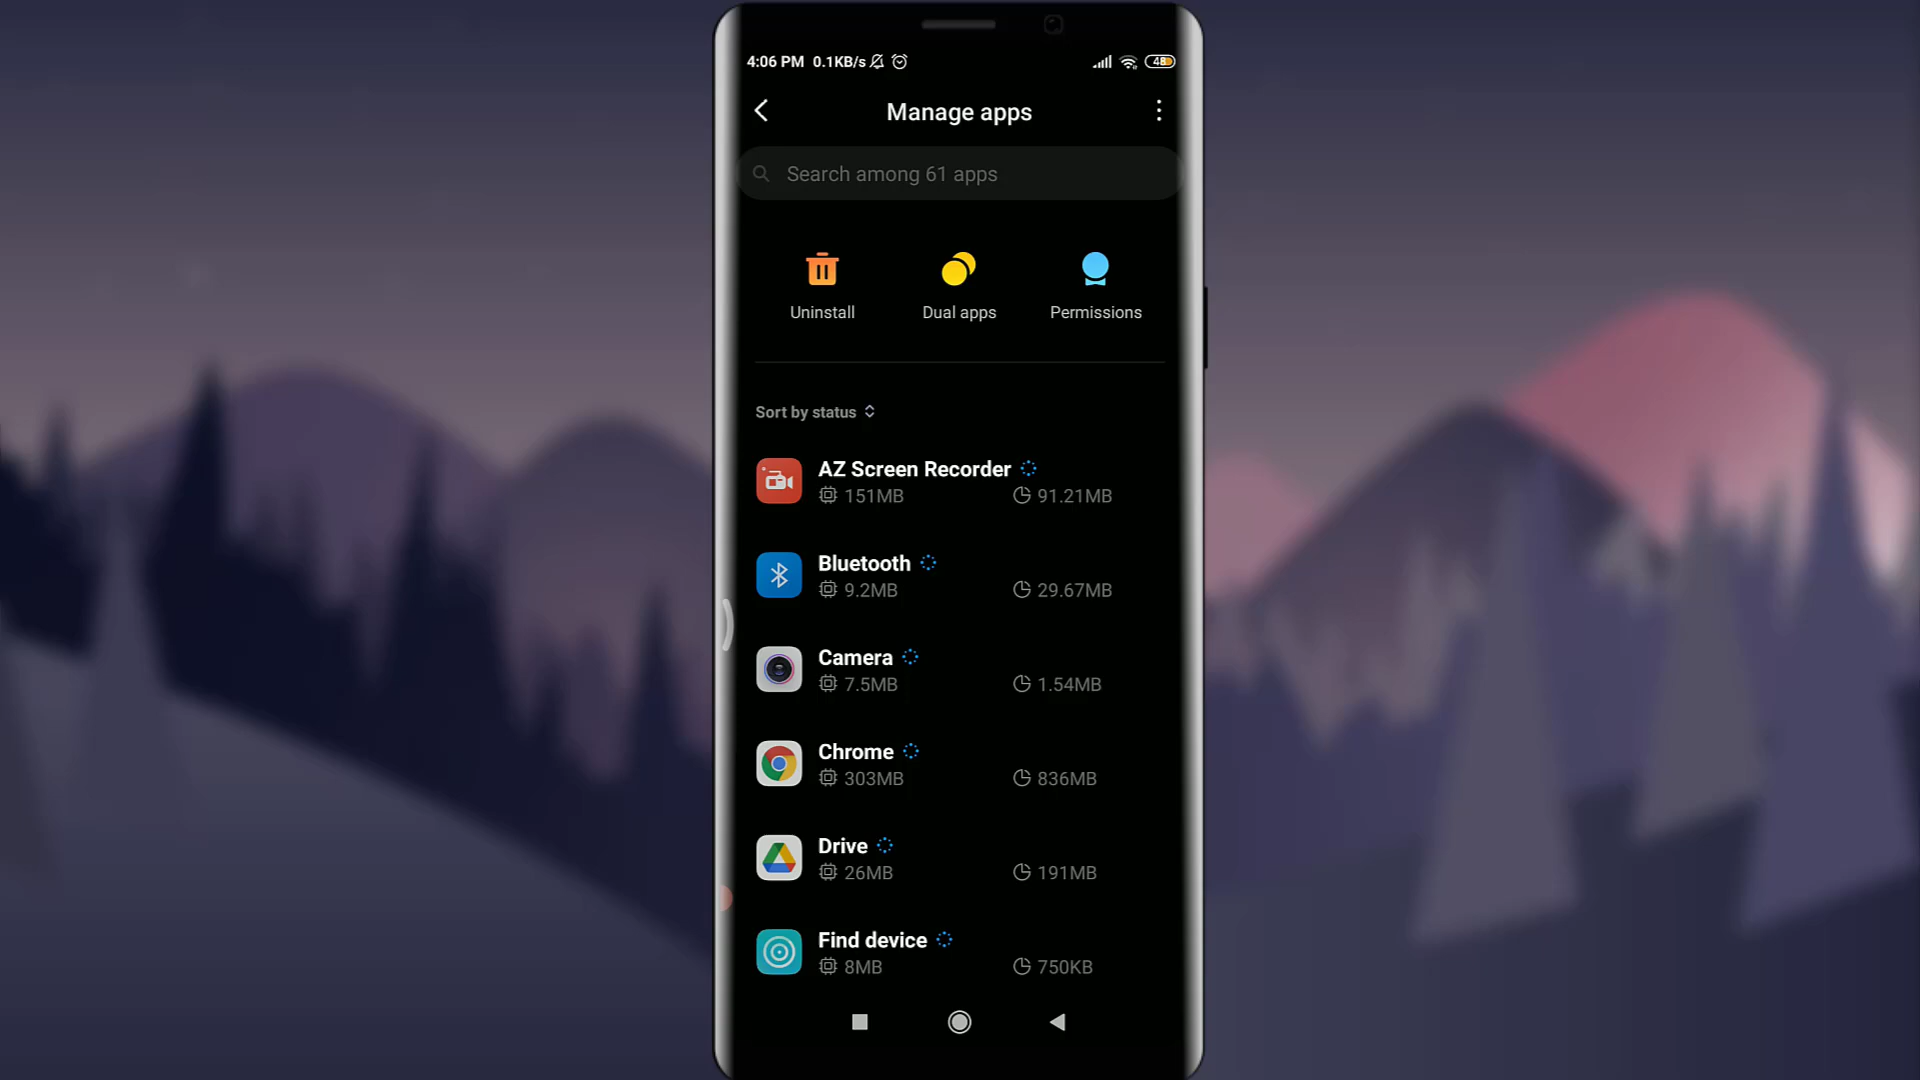 4:06 PM 0.1KB/s 48
Manage apps
Search among 61 apps
Uninstall Dual apps Permissions
Sort by status
AZ Screen Recorder
151MB 91.21MB
Bluetooth
9.2MB 29.67MB
Camera
7.5MB 1.54MB
Chrome
303MB 836MB
Drive
26MB 191MB
Find device
8MB 750KB